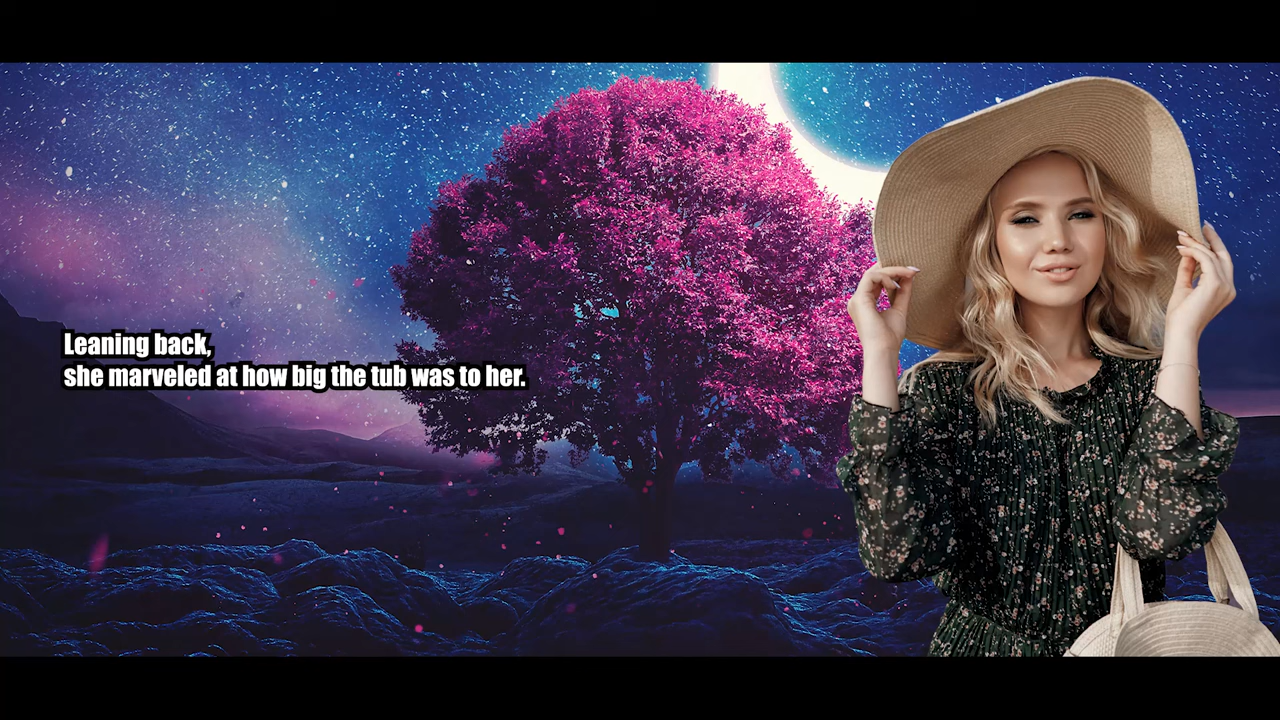 Leaning back,
she marveled at how big the tub was to her.